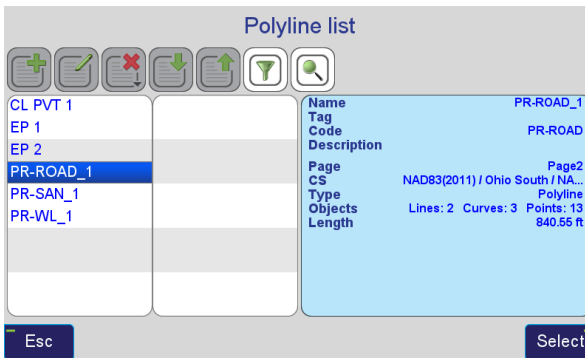 Polyline list
CL PVT 1
EP 1
EP 2
PR-ROAD_1
PR-SAN_1
PR-WL_1
Name PR-ROAD_1
Tag
Code PR-ROAD
Description
Page Page2
CS NAD83(2011) / Ohio South / NA...
Type Polyline
Objects Lines: 2 Curves: 3 Points: 13
Length 840.55 ft
Esc Select